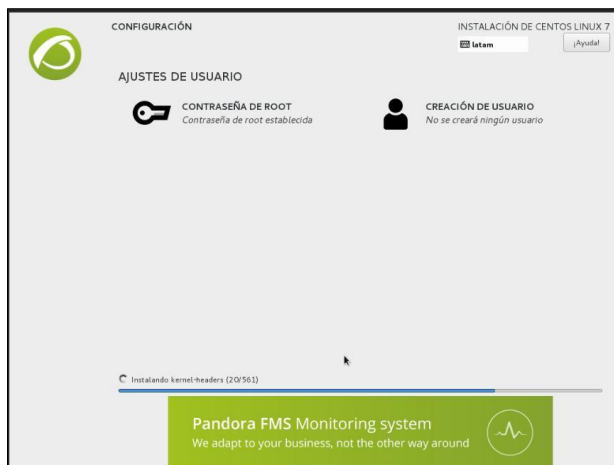 CONFIGURACIÓN
INSTALACIÓN DE CENTOS LINUX 7
latam
¡Ayuda!
AJUSTES DE USUARIO
CONTRASEÑA DE ROOT
Contraseña de root establecida
CREACIÓN DE USUARIO
No se creará ningún usuario
Instalando kernel-headers (20/561)
Pandora FMS Monitoring system
We adapt to your business, not the other way around